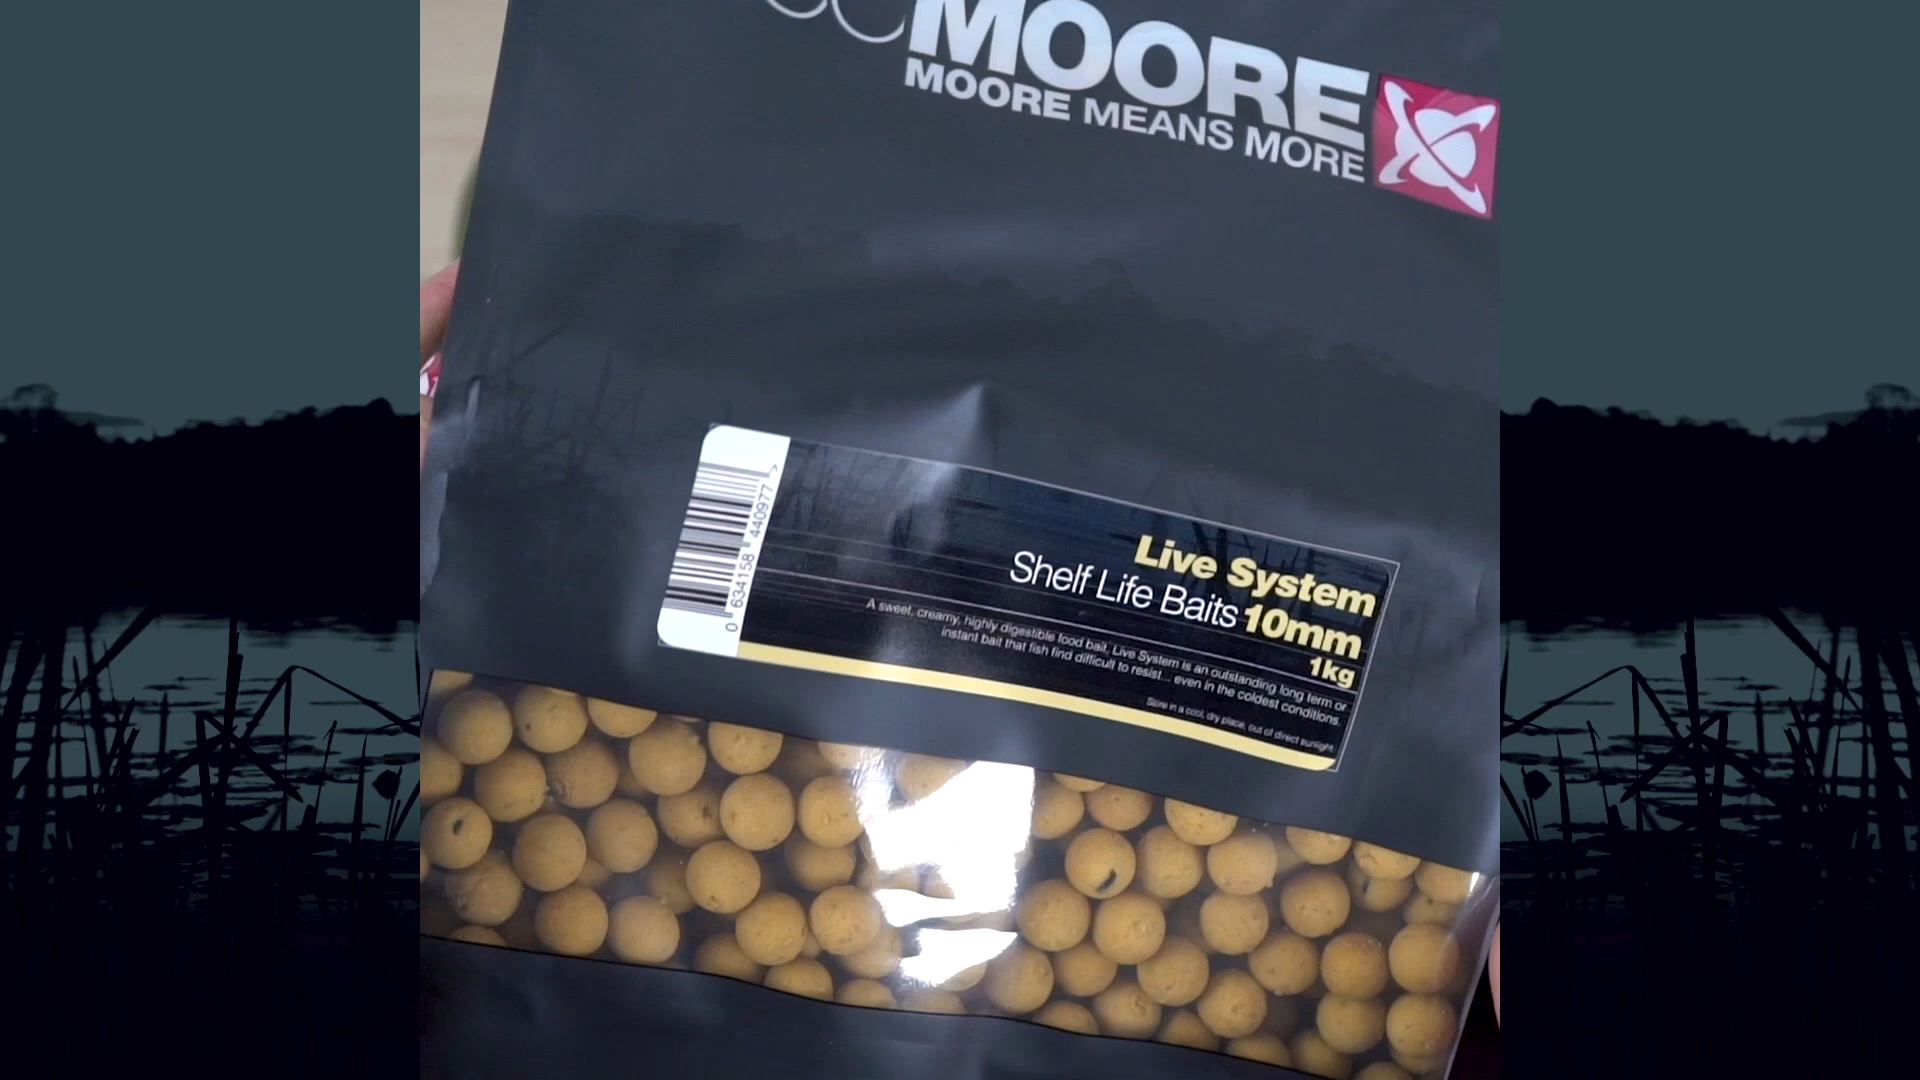 CCMOORE
MOORE MEANS MORE
Live System
Shelf Life Baits 10mm
1kg
A sweet, creamy, highly digestible food bait, Live System is an outstanding long term or
instant bait that fish find difficult to resist... even in the coldest conditions.
Store in a cool, dry place, out of direct sunlight.
0 634158 440977 >